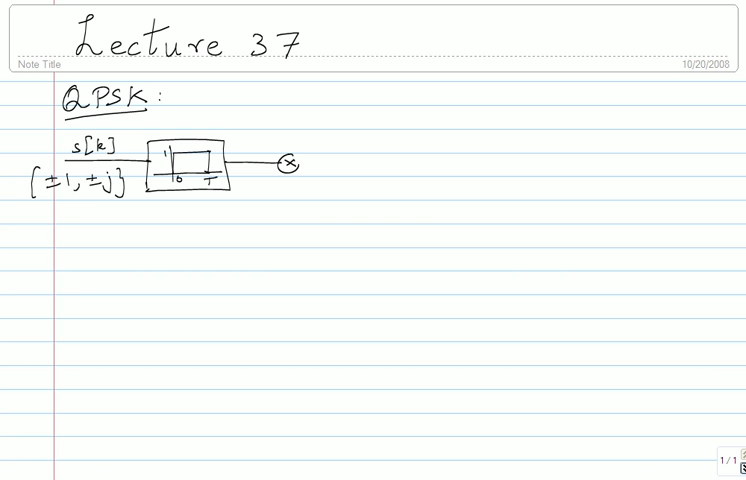 Lecture 37
Note Title
10/20/2008
QPSK:
s[k]
{±1, ±j}
1
0 T
×
1 / 1